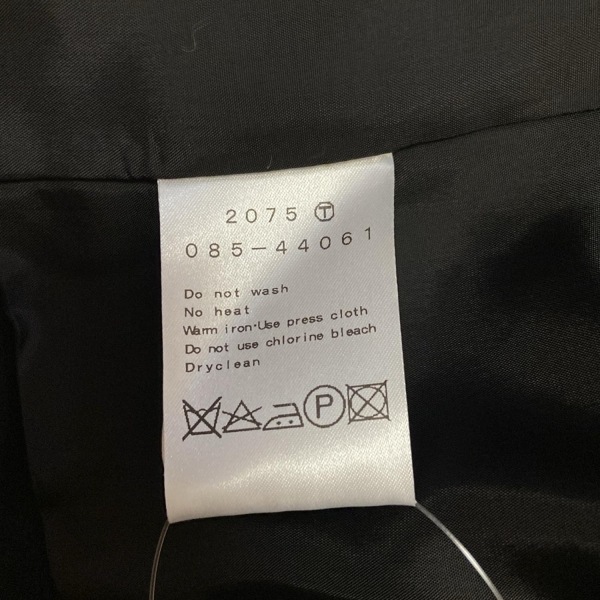 2075 Ⓣ
085-44061
Do not wash
No heat
Warm iron・Use press cloth
Do not use chlorine bleach
Dryclean
P